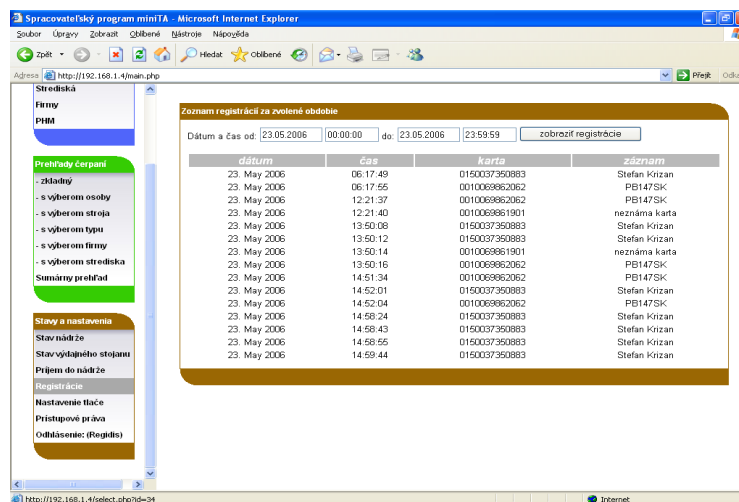 Spracovateľský program miniTA - Microsoft Internet Explorer
Soubor Úpravy Zobrazit Oblíbené Nástroje Nápověda
Zpět Hledat Oblíbené
Adresa http://192.168.1.4/main.php Přejít
Strediská
Firmy
PHM
Prehľady čerpaní
- zkladný
- s výberom osoby
- s výberom stroja
- s výberom typu
- s výberom firmy
- s výberom strediska
Sumárny prehľad
Stavy a nastavenia
Stav nádrže
Stav výdajného stojanu
Príjem do nádrže
Registrácie
Nastavenie tlače
Prístupové práva
Odhlásenie: (Regidis)
Zoznam registrácií za zvolené obdobie
Dátum a čas od: 23.05.2006 00:00:00 do: 23.05.2006 23:59:59 zobraziť registrácie
dátum čas karta záznam
23. May 2006 06:17:49 0150037350883 Stefan Krizan
23. May 2006 06:17:55 0010069862062 PB147SK
23. May 2006 12:21:37 0010069862062 PB147SK
23. May 2006 12:21:40 0010069861901 neznáma karta
23. May 2006 13:50:08 0150037350883 Stefan Krizan
23. May 2006 13:50:12 0150037350883 Stefan Krizan
23. May 2006 13:50:14 0010069861901 neznáma karta
23. May 2006 13:50:16 0010069862062 PB147SK
23. May 2006 14:51:34 0010069862062 PB147SK
23. May 2006 14:52:01 0150037350883 Stefan Krizan
23. May 2006 14:52:04 0010069862062 PB147SK
23. May 2006 14:58:24 0150037350883 Stefan Krizan
23. May 2006 14:58:43 0150037350883 Stefan Krizan
23. May 2006 14:58:55 0150037350883 Stefan Krizan
23. May 2006 14:59:44 0150037350883 Stefan Krizan
http://192.168.1.4/select.php?id=34 Internet